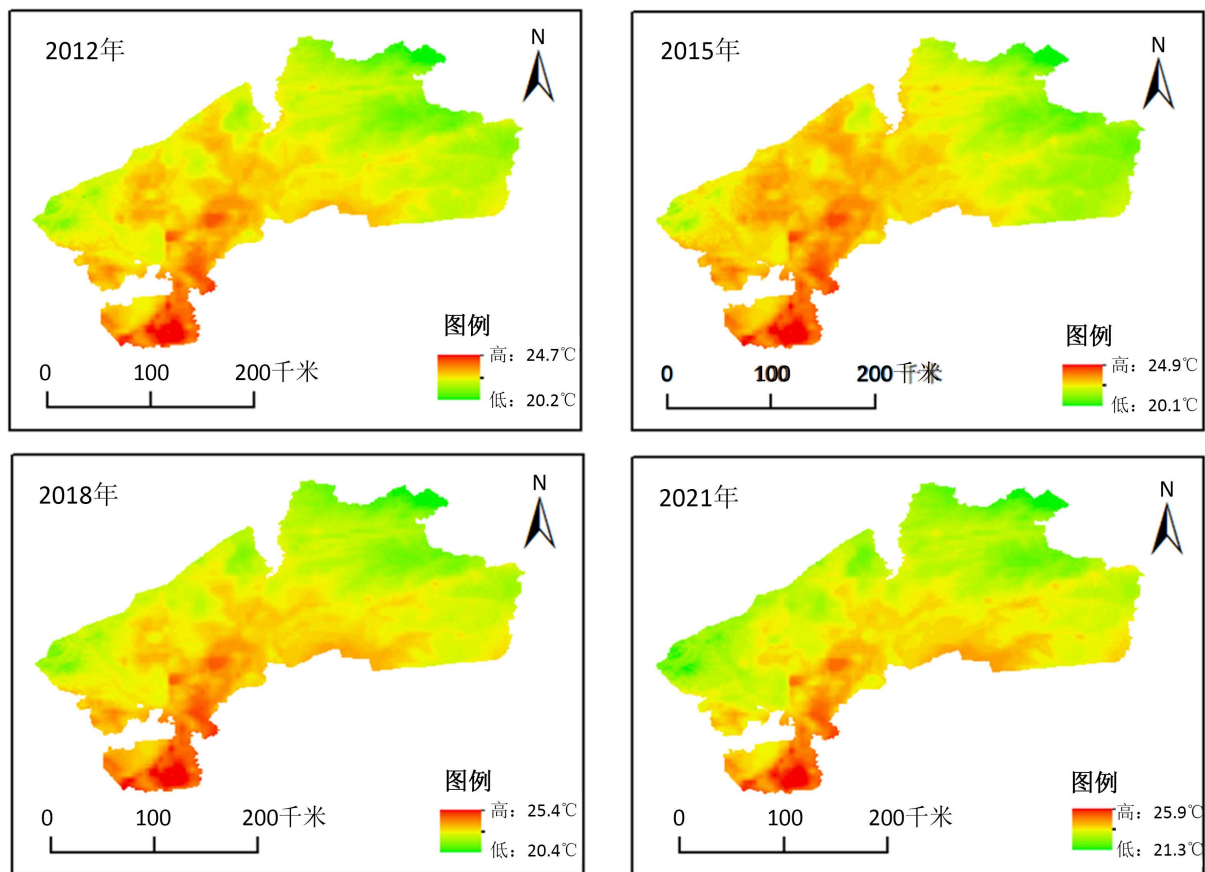 2012年
N
图例
高：24.7℃
低：20.2℃
0 100 200千米
2015年
N
图例
高：24.9℃
低：20.1℃
0 100 200千米
2018年
N
图例
高：25.4℃
低：20.4℃
0 100 200千米
2021年
N
图例
高：25.9℃
低：21.3℃
0 100 200千米